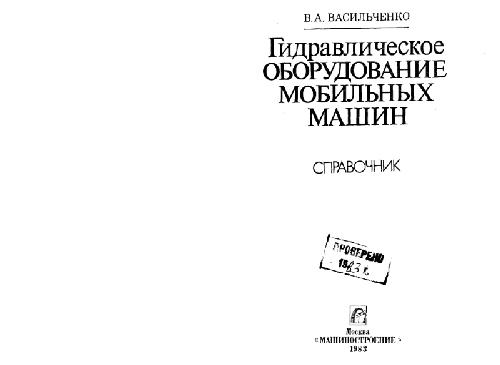 В. А. ВАСИЛЬЧЕНКО
Гидравлическое
ОБОРУДОВАНИЕ
МОБИЛЬНЫХ
МАШИН
СПРАВОЧНИК
ПРОВЕРЕНО
Москва
«МАШИНОСТРОЕНИЕ»
1983